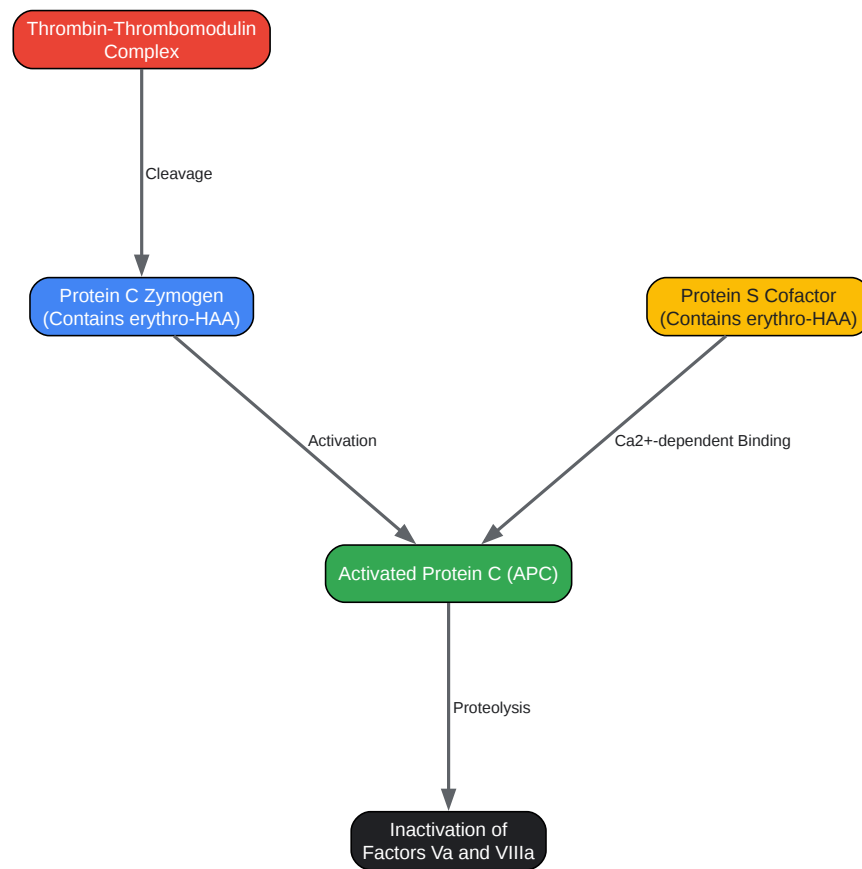 Thrombin-Thrombomodulin
Complex
Cleavage
Protein C Zymogen
(Contains erythro-HAA)
Protein S Cofactor
(Contains erythro-HAA)
Activation
Ca2+-dependent Binding
Activated Protein C (APC)
Proteolysis
Inactivation of
Factors Va and VIIIa